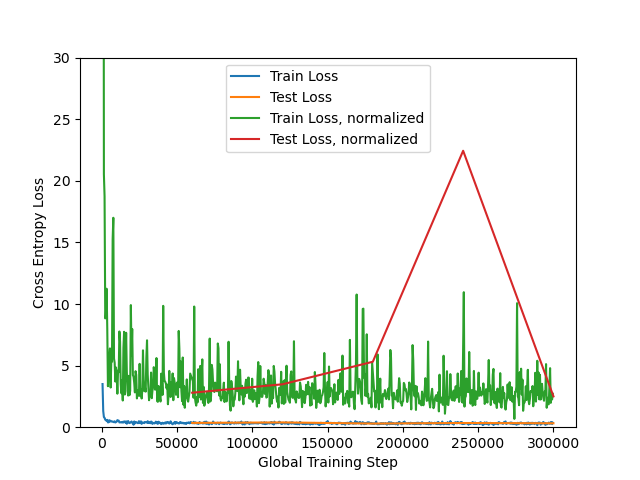 30
25
20
15
10
5
0
Cross Entropy Loss
Train Loss
Test Loss
Train Loss, normalized
Test Loss, normalized
0 50000 100000 150000 200000 250000 300000
Global Training Step